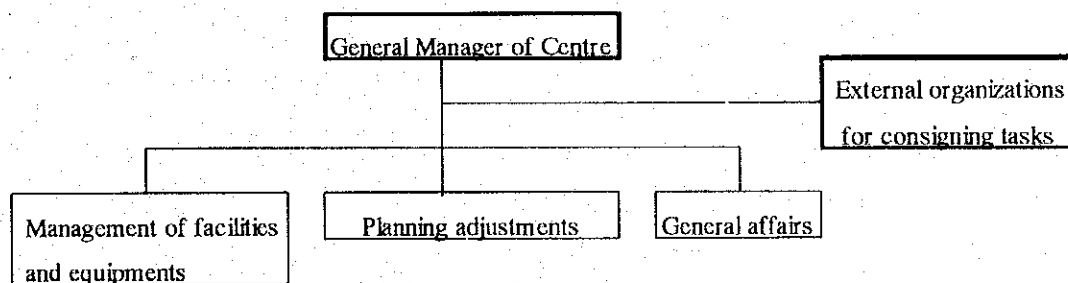 General Manager of Centre
External organizations
for consigning tasks
Management of facilities
and equipments
Planning adjustments
General affairs